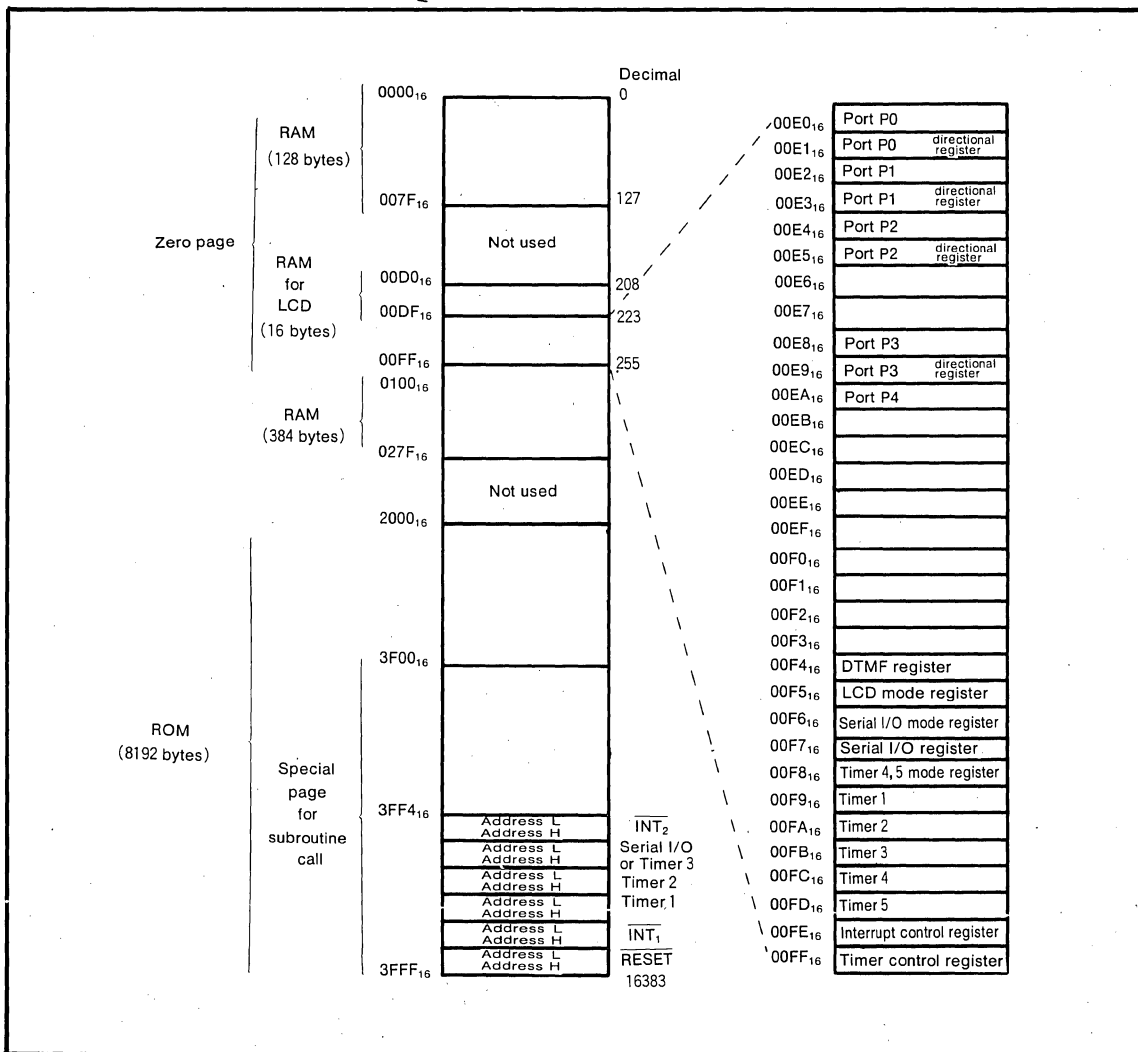 Decimal
0000₁₆ 0
RAM
(128 bytes)
007F₁₆ 127
Zero page
Not used
RAM
for
LCD
(16 bytes)
00D0₁₆ 208
00DF₁₆ 223
00FF₁₆ 255
0100₁₆
RAM
(384 bytes)
027F₁₆
Not used
2000₁₆
3F00₁₆
ROM
(8192 bytes)
Special
page
for
subroutine
call
3FF4₁₆
Address L
Address H
INT₂
Address L
Address H
Serial I/O
or Timer 3
Address L
Address H
Timer 2
Address L
Address H
Timer 1
Address L
Address H
INT₁
Address L
Address H
RESET
3FFF₁₆
16383
00E0₁₆ Port P0
00E1₁₆ Port P0 directional register
00E2₁₆ Port P1
00E3₁₆ Port P1 directional register
00E4₁₆ Port P2
00E5₁₆ Port P2 directional register
00E6₁₆
00E7₁₆
00E8₁₆ Port P3
00E9₁₆ Port P3 directional register
00EA₁₆ Port P4
00EB₁₆
00EC₁₆
00ED₁₆
00EE₁₆
00EF₁₆
00F0₁₆
00F1₁₆
00F2₁₆
00F3₁₆
00F4₁₆ DTMF register
00F5₁₆ LCD mode register
00F6₁₆ Serial I/O mode register
00F7₁₆ Serial I/O register
00F8₁₆ Timer 4, 5 mode register
00F9₁₆ Timer 1
00FA₁₆ Timer 2
00FB₁₆ Timer 3
00FC₁₆ Timer 4
00FD₁₆ Timer 5
00FE₁₆ Interrupt control register
00FF₁₆ Timer control register